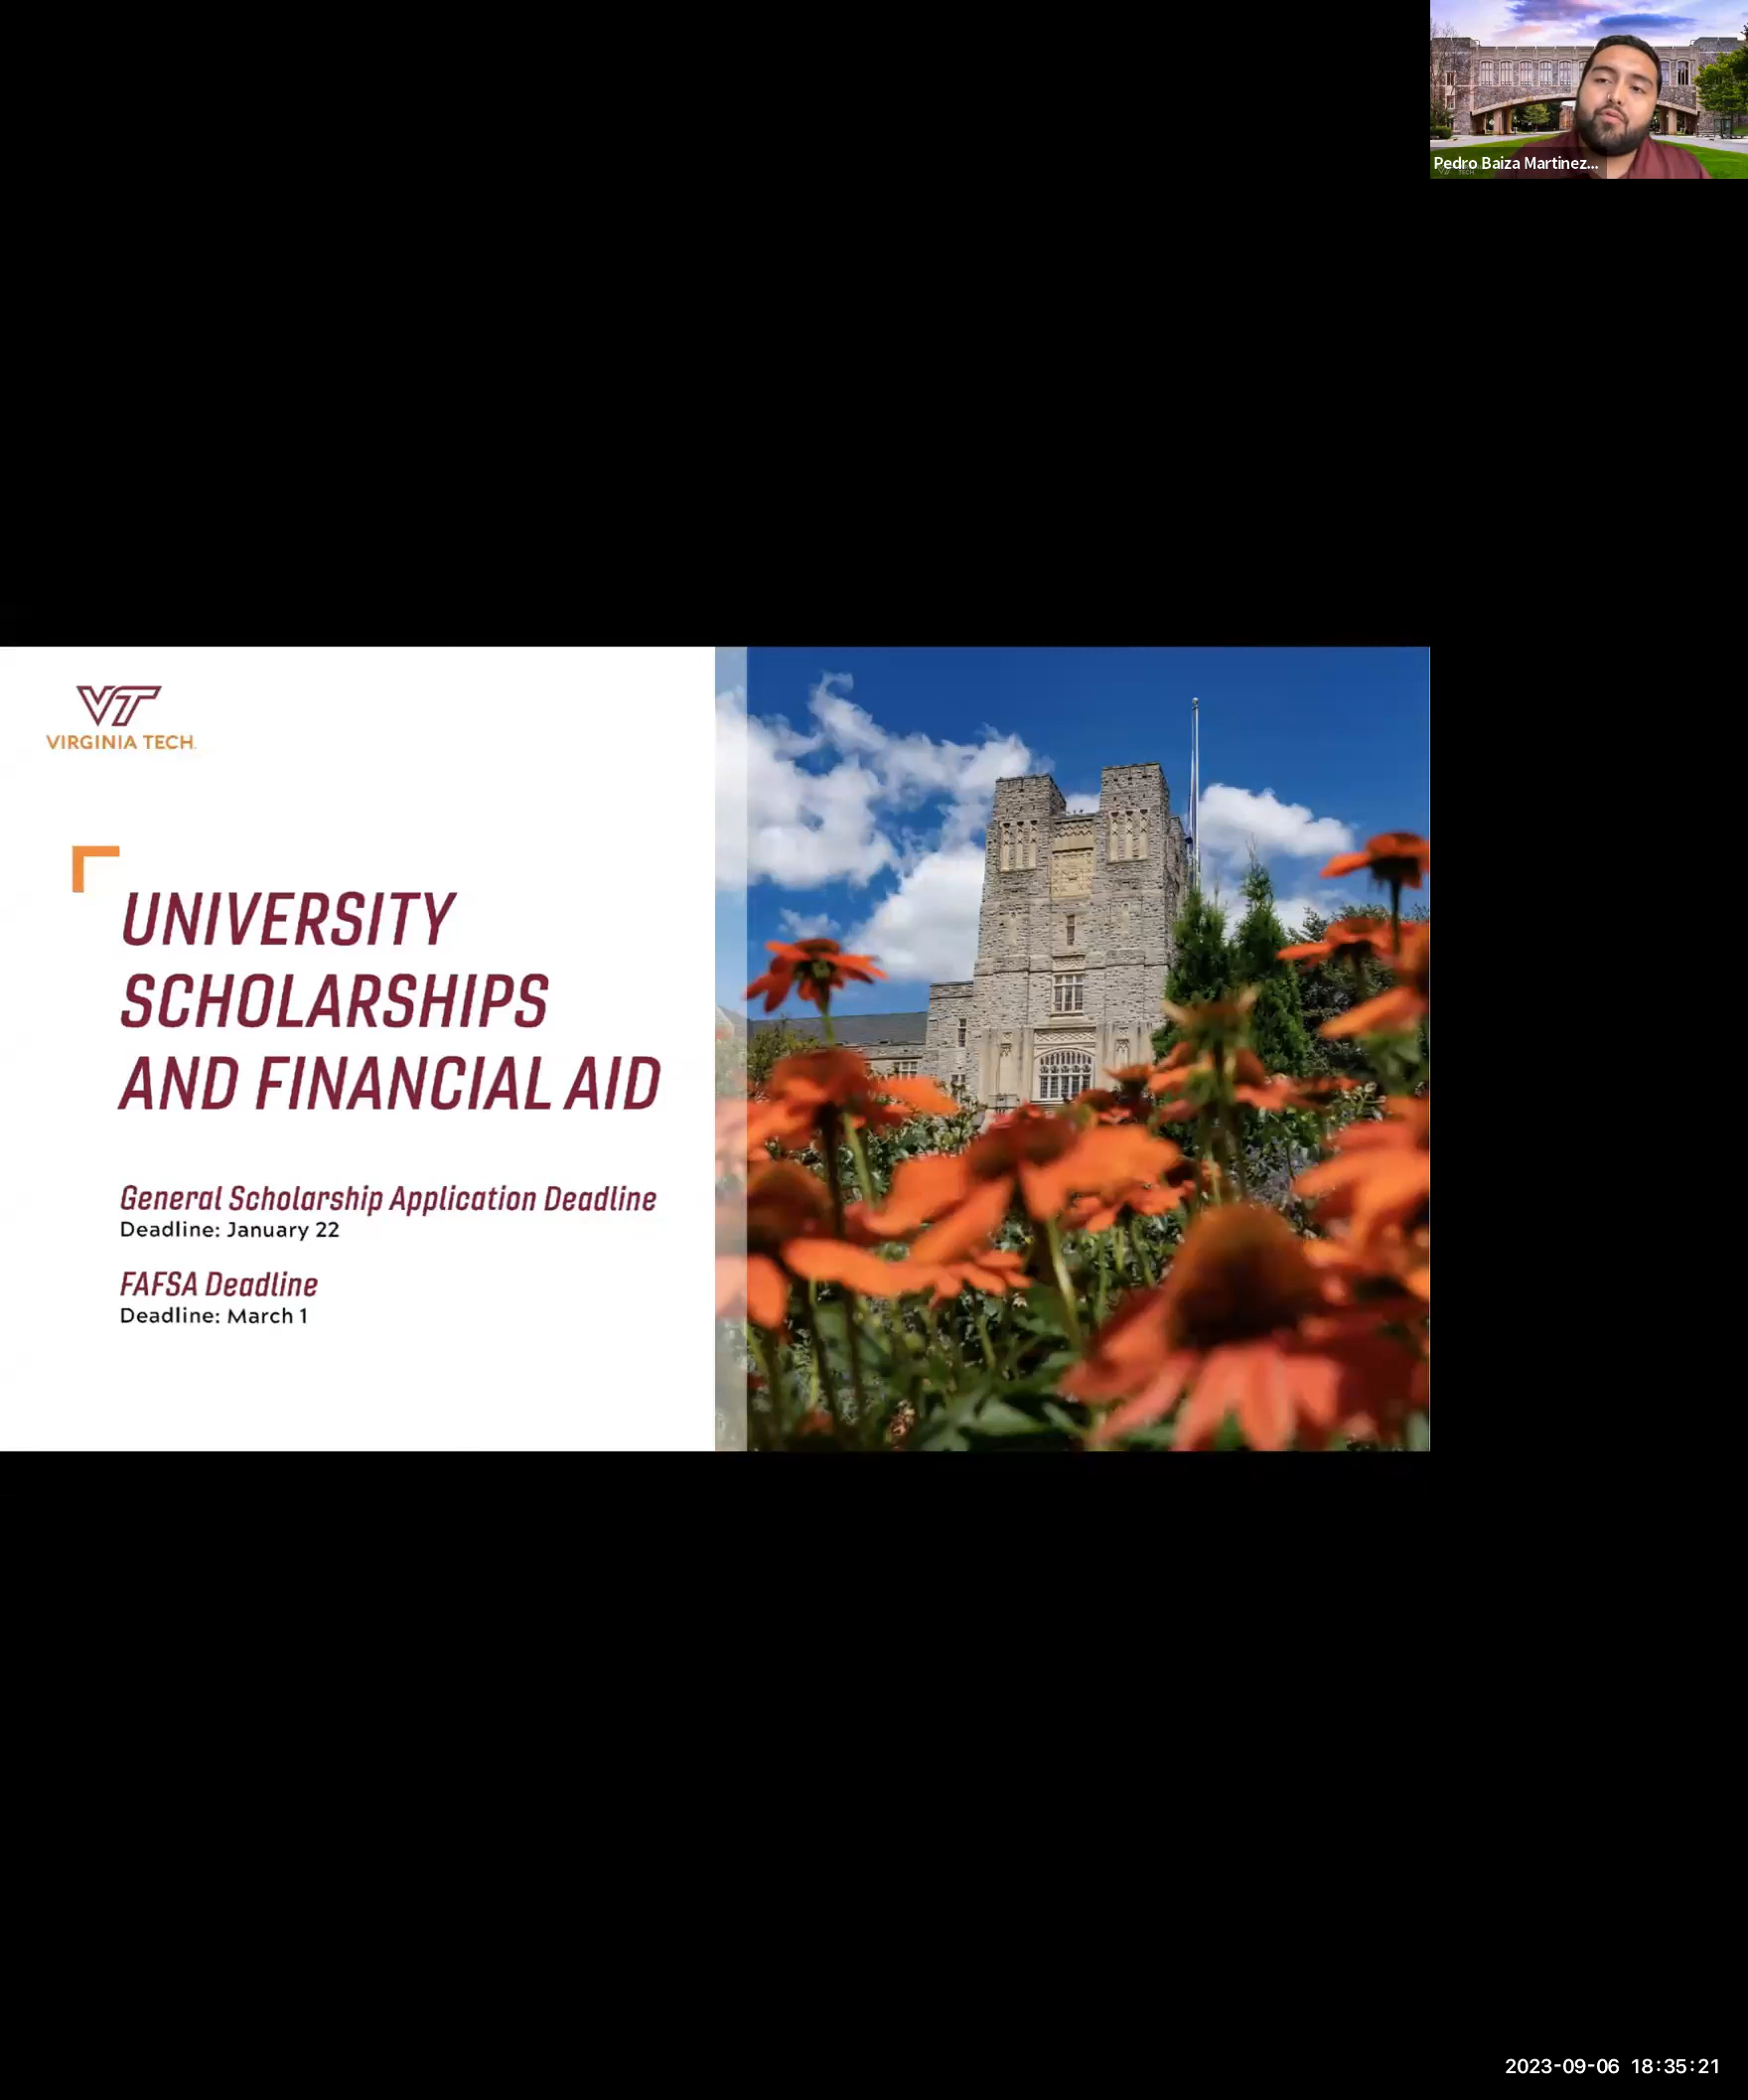 Pedro Baiza Martinez...
VT
VIRGINIA TECH.
UNIVERSITY
SCHOLARSHIPS
AND FINANCIAL AID
General Scholarship Application Deadline
Deadline: January 22
FAFSA Deadline
Deadline: March 1
2023-09-06 18:35:21